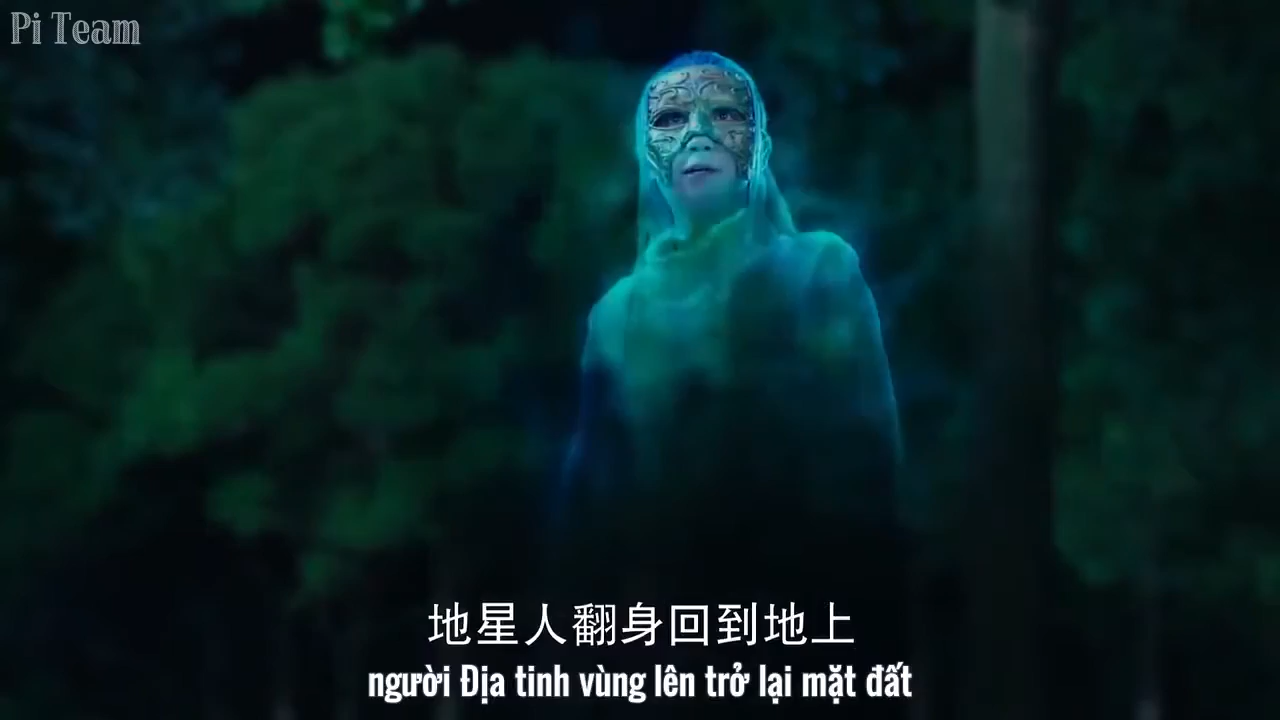 Pi Team
地星人翻身回到地上
người Địa tinh vùng lên trở lại mặt đất